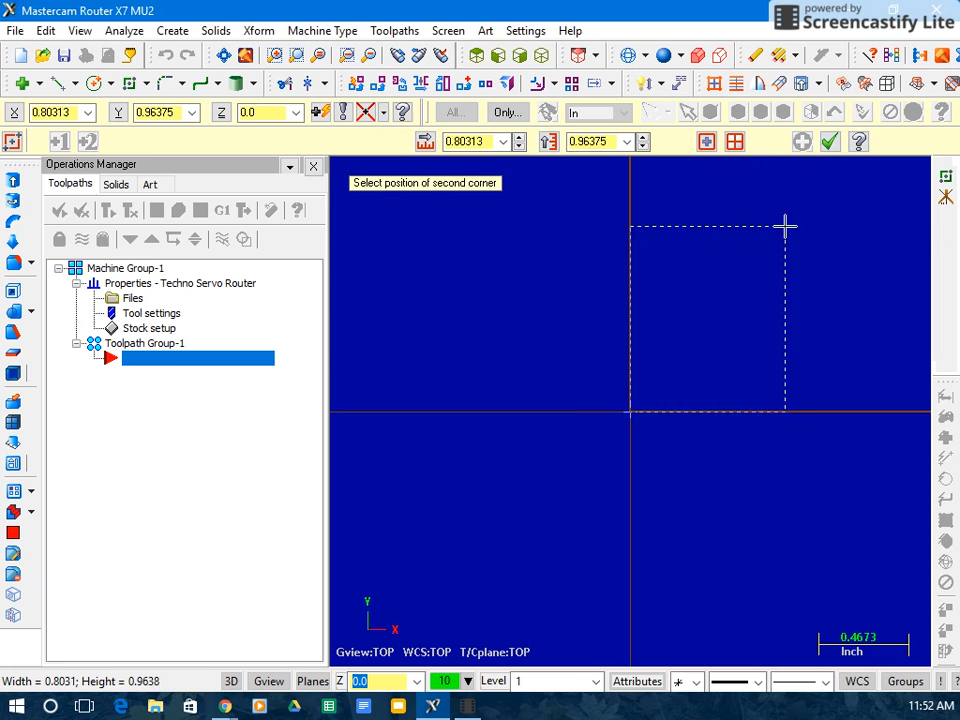 Mastercam Router X7 MU2
powered by
Screencastify Lite
File Edit View Analyze Create Solids Xform Machine Type Toolpaths Screen Art Settings Help
X 0.80313 Y 0.96375 Z 0.0 All... Only... In
+1 +2 0.80313 0.96375
Operations Manager
Select position of second corner
Toolpaths Solids Art
G1
Machine Group-1
Properties - Techno Servo Router
Files
Tool settings
Stock setup
Toolpath Group-1
Y
X
0.4673
Inch
Gview:TOP WCS:TOP T/Cplane:TOP
Width = 0.8031; Height = 0.9638 3D Gview Planes Z 0.0 10 Level 1 Attributes WCS Groups ! ?
11:52 AM